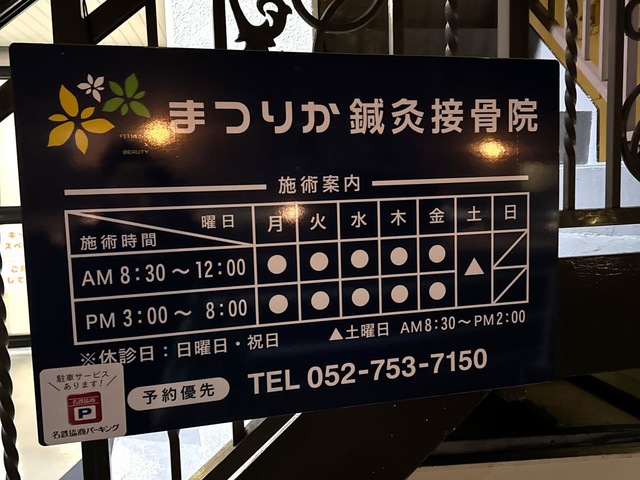 まつりか鍼灸接骨院
FITNESS
BEAUTY
施術案内
曜日 月 火 水 木 金 土 日
施術時間
AM 8:30～12:00 ● ● ● ● ● ▲
PM 3:00～ 8:00 ● ● ● ● ●
▲土曜日 AM8:30～PM2:00
※休診日：日曜日・祝日
予約優先 TEL 052-753-7150
駐車サービス
あります！
名鉄協商
P
名鉄協商パーキング